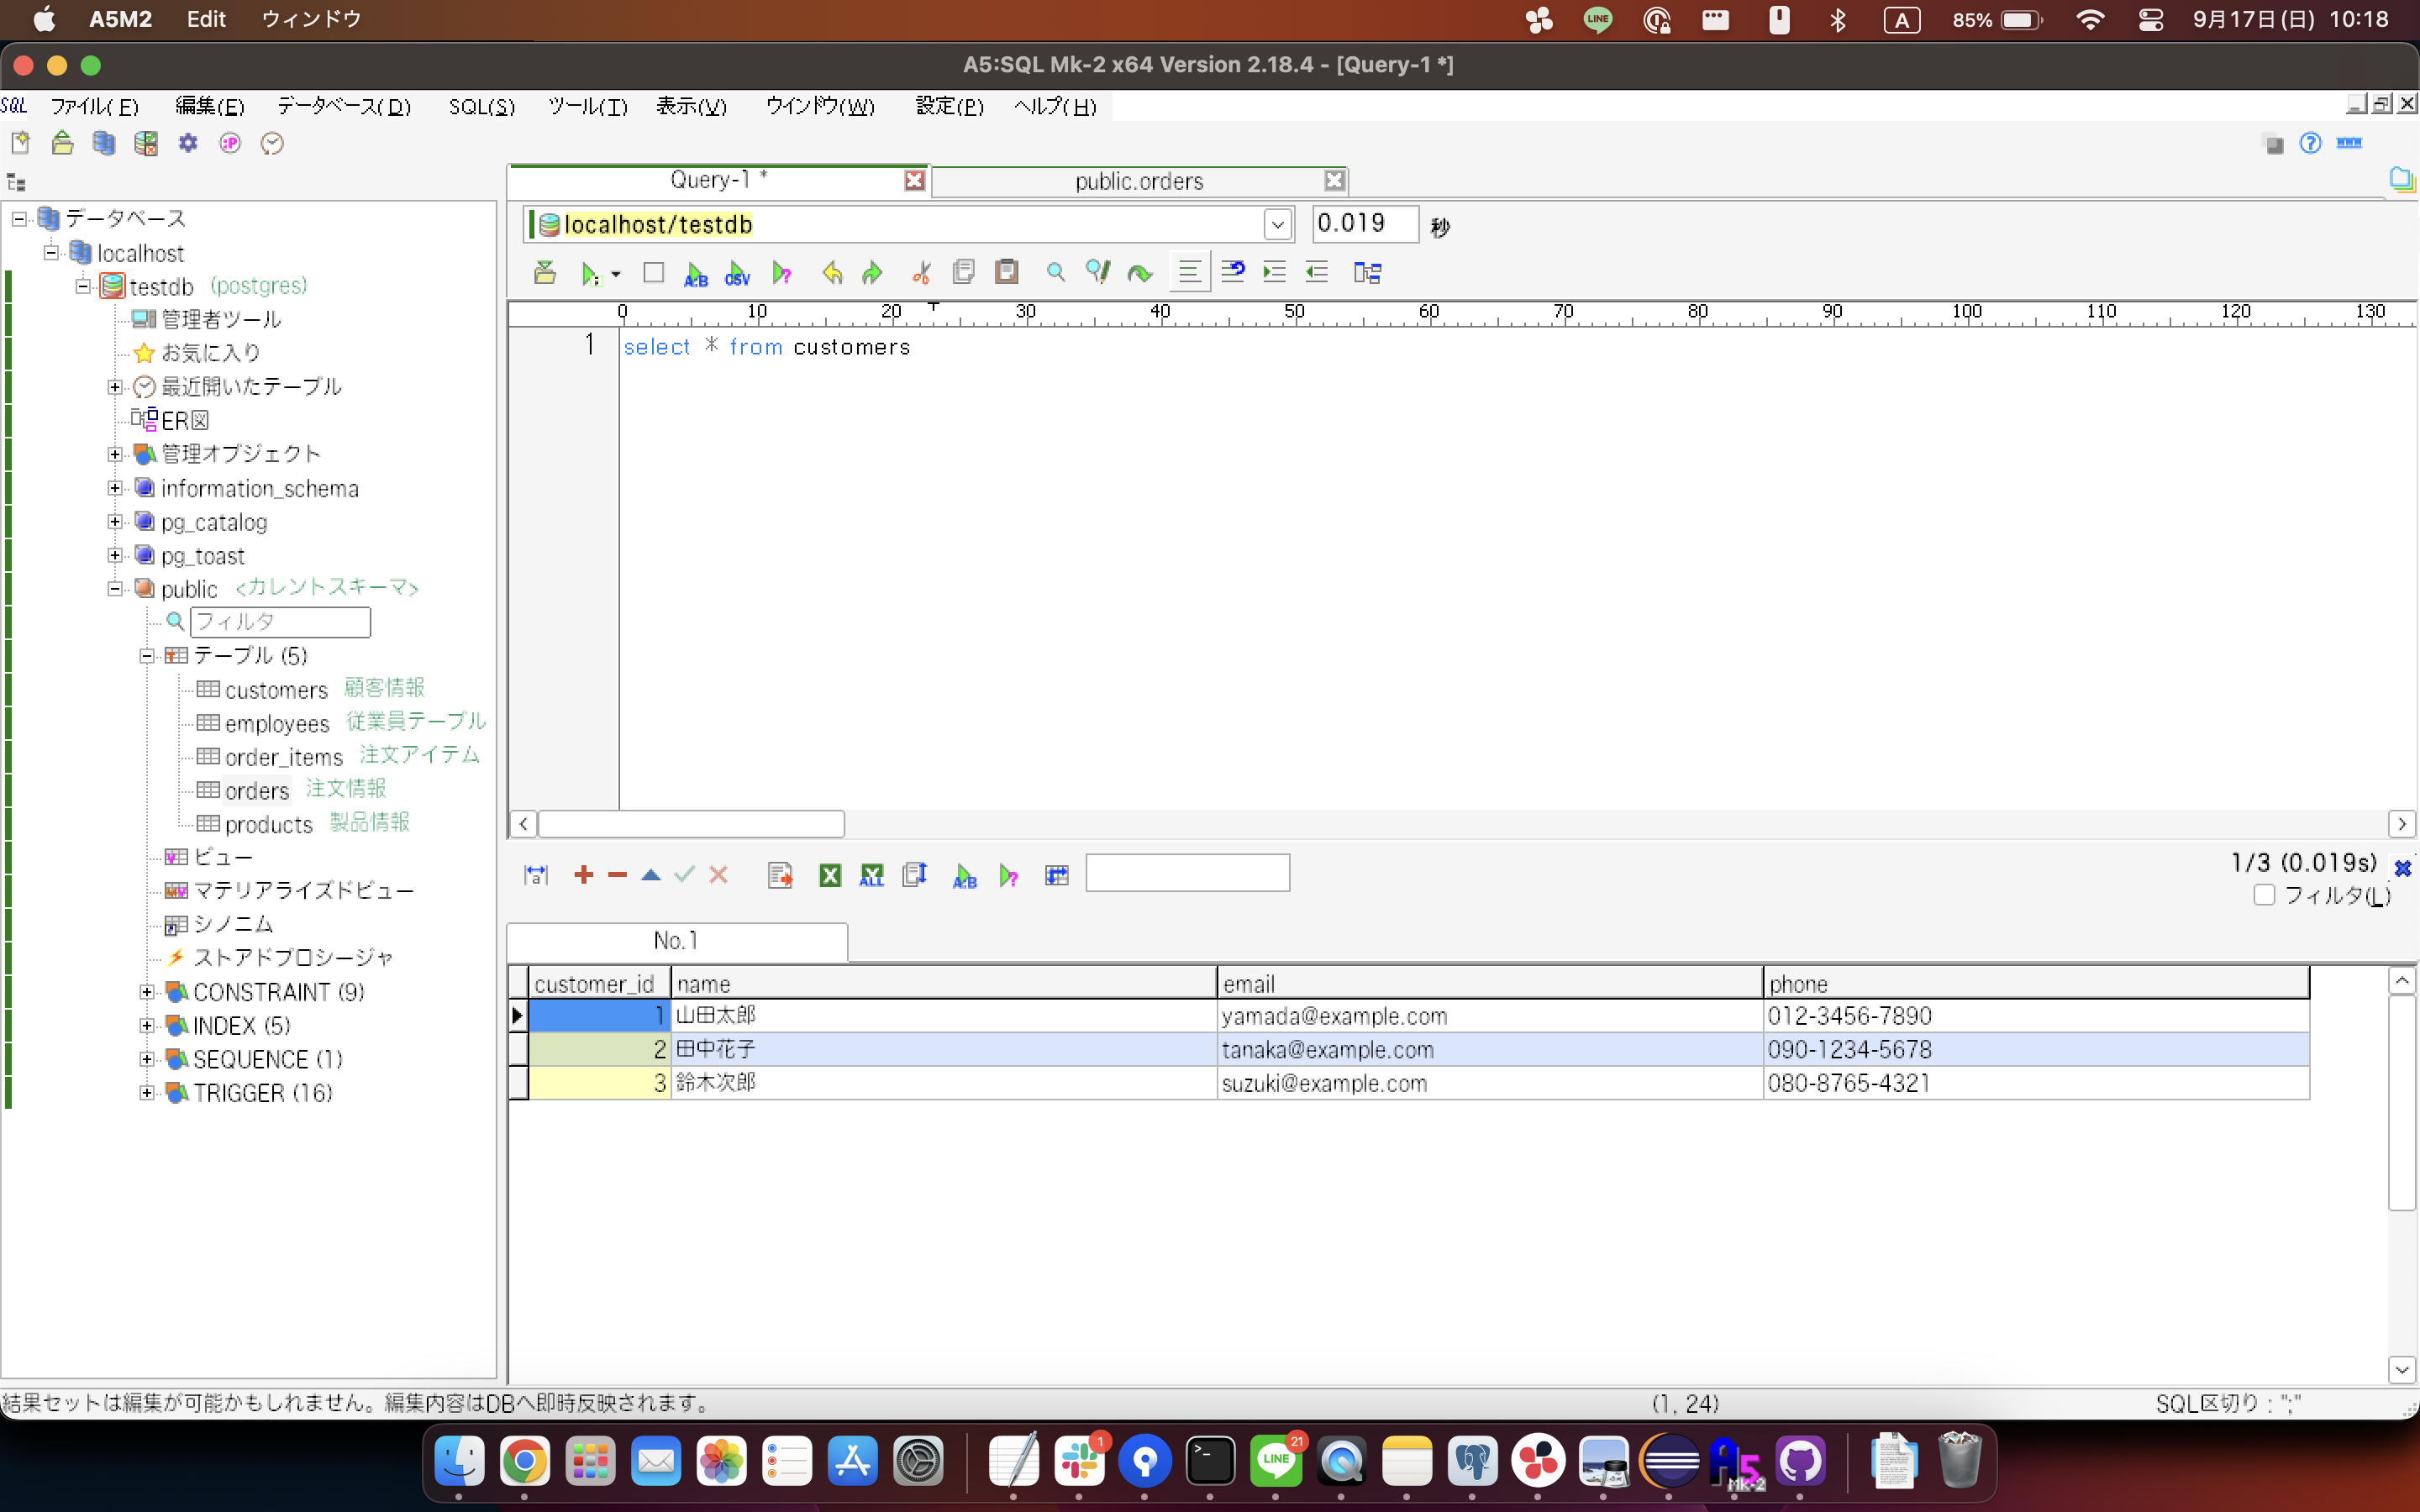 A5M2 Edit ウィンドウ
LINE A 85% 9月17日(日) 10:18
A5:SQL Mk-2 x64 Version 2.18.4 - [Query-1 *]
SQL ファイル(F) 編集(E) データベース(D) SQL(S) ツール(T) 表示(V) ウインドウ(W) 設定(P) ヘルプ(H)
:P ? WWW
Query-1 * public.orders
データベース
localhost
testdb (postgres)
管理者ツール
お気に入り
最近開いたテーブル
ER図
管理オブジェクト
information_schema
pg_catalog
pg_toast
public <カレントスキーマ>
フィルタ
テーブル (5)
customers 顧客情報
employees 従業員テーブル
order_items 注文アイテム
orders 注文情報
products 製品情報
ビュー
マテリアライズドビュー
シノニム
ストアドプロシージャ
CONSTRAINT (9)
INDEX (5)
SEQUENCE (1)
TRIGGER (16)
localhost/testdb 0.019 秒
A:B CSV ?
0 10 20 30 40 50 60 70 80 90 100 110 120 130
1 select * from customers
a X ALL A:B ? 1/3 (0.019s)
フィルタ(L)
No.1
customer_id name email phone
1 山田太郎 yamada@example.com 012-3456-7890
2 田中花子 tanaka@example.com 090-1234-5678
3 鈴木次郎 suzuki@example.com 080-8765-4321
結果セットは編集が可能かもしれません。編集内容はDBへ即時反映されます。 (1, 24) SQL区切り : ";"
1 >_ LINE 21 A5 Mk-2